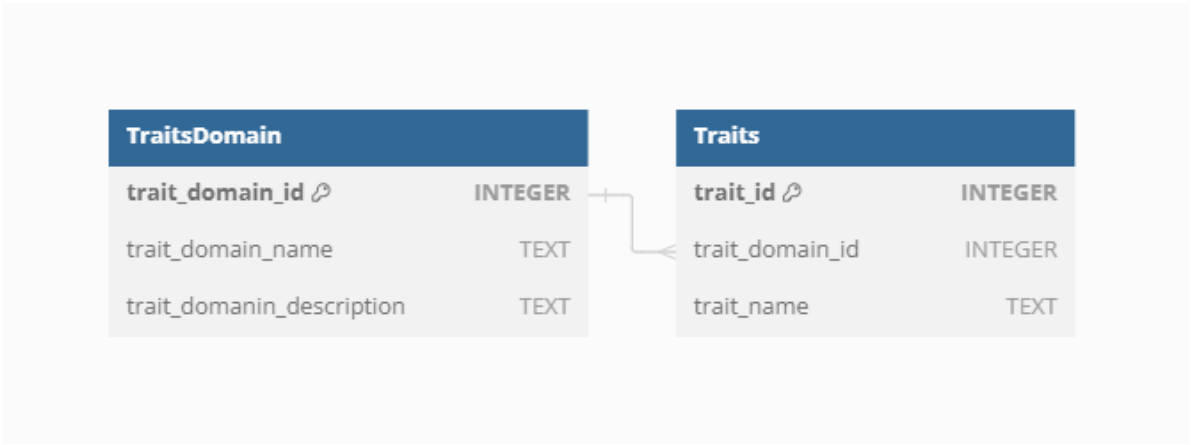 TraitsDomain
trait_domain_id INTEGER
trait_domain_name TEXT
trait_domanin_description TEXT
Traits
trait_id INTEGER
trait_domain_id INTEGER
trait_name TEXT